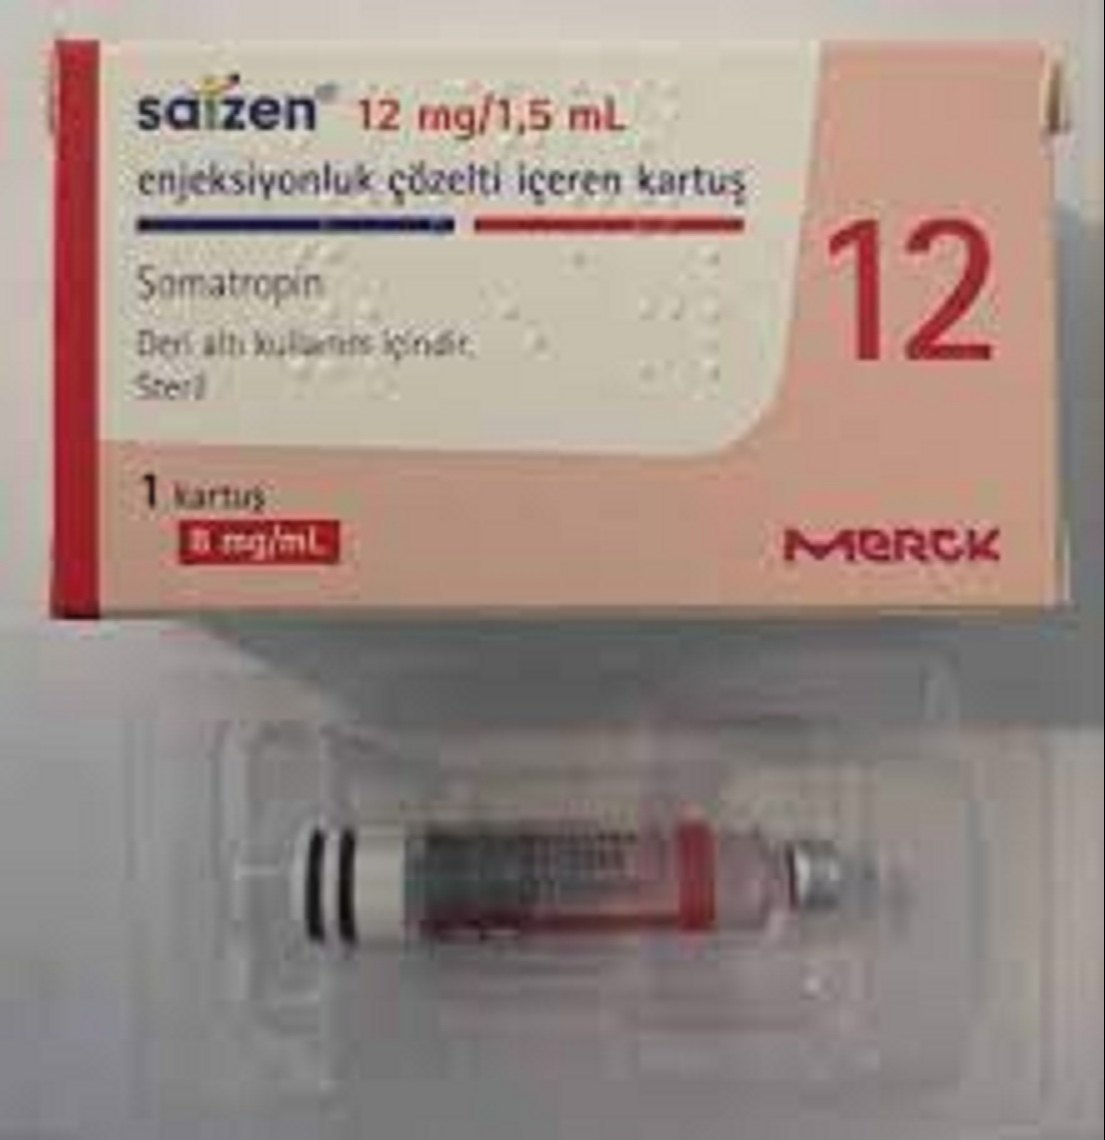 saizen® 12 mg/1,5 mL
enjeksiyonluk çözelti içeren kartuş
Somatropin
Deri altı kullanım içindir.
Steril
12
1 kartuş
8 mg/mL
MERCK